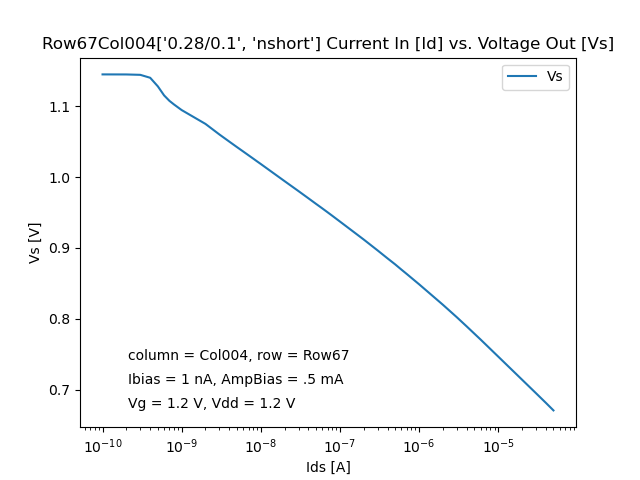 Row67Col004['0.28/0.1', 'nshort'] Current In [Id] vs. Voltage Out [Vs]
Vs
1.1
1.0
0.9
0.8
0.7
Vs [V]
column = Col004, row = Row67
Ibias = 1 nA, AmpBias = .5 mA
Vg = 1.2 V, Vdd = 1.2 V
10⁻¹⁰ 10⁻⁹ 10⁻⁸ 10⁻⁷ 10⁻⁶ 10⁻⁵
Ids [A]